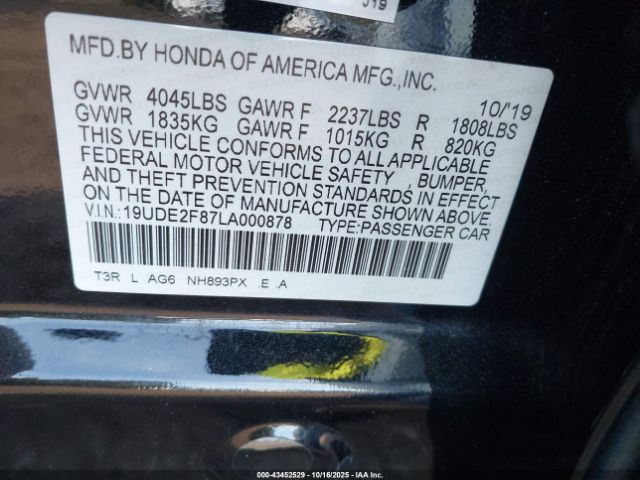 J19
MFD.BY HONDA OF AMERICA MFG.,INC.
10/'19
GVWR 4045LBS GAWR F 2237LBS R 1808LBS
GVWR 1835KG GAWR F 1015KG R 820KG
THIS VEHICLE CONFORMS TO ALL APPLICABLE
FEDERAL MOTOR VEHICLE SAFETY , BUMPER,
AND THEFT PREVENTION STANDARDS IN EFFECT
ON THE DATE OF MANUFACTURE SHOWN ABOVE.
V.I.N.:19UDE2F87LA000878 TYPE:PASSENGER CAR
T3R L AG6 NH893PX .E .A
000-43452529 - 10/16/2025 - IAA Inc.